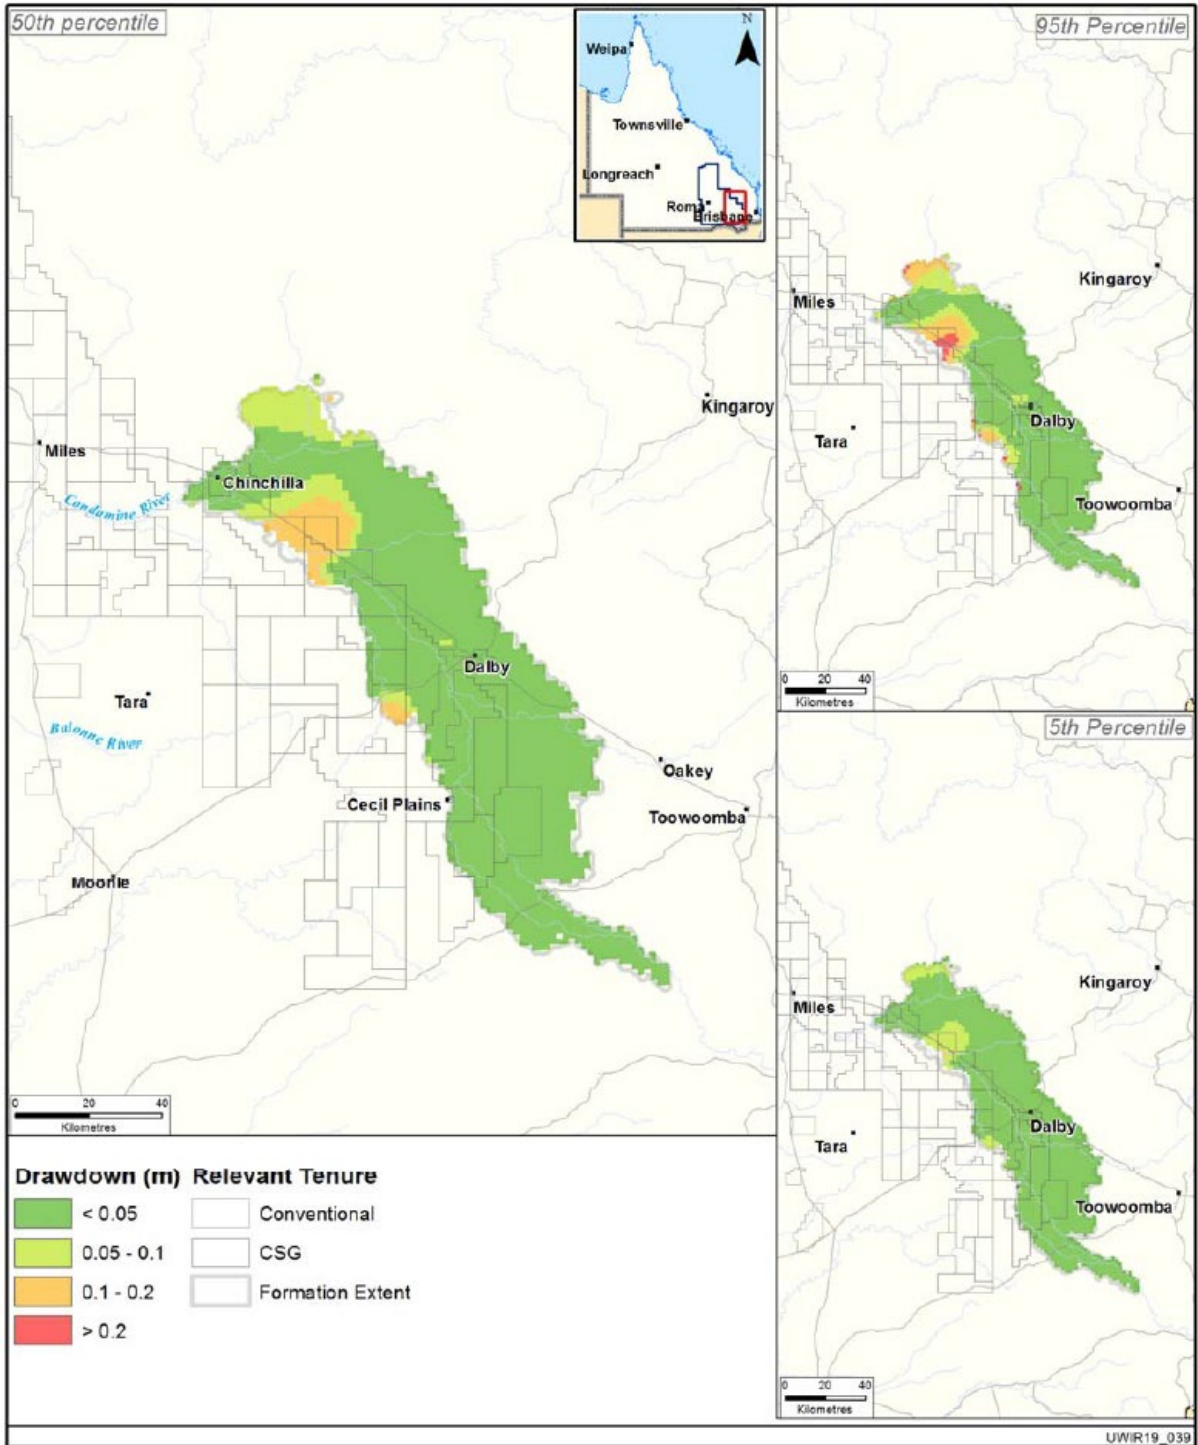 50th percentile
N
Weipa
Townsville
Longreach
Roma
Brisbane
95th Percentile
Kingaroy
Miles
Dalby
Tara
Toowoomba
0 20 40
Kilometres
Kingaroy
Miles
Chinchilla
Condamine River
Dalby
Tara
Balonne River
Oakey
Cecil Plains
Toowoomba
Moonie
0 20 40
Kilometres
5th Percentile
Kingaroy
Miles
Dalby
Tara
Toowoomba
0 20 40
Kilometres
Drawdown (m) Relevant Tenure
< 0.05 Conventional
0.05 - 0.1 CSG
0.1 - 0.2 Formation Extent
> 0.2
UWIR19_039